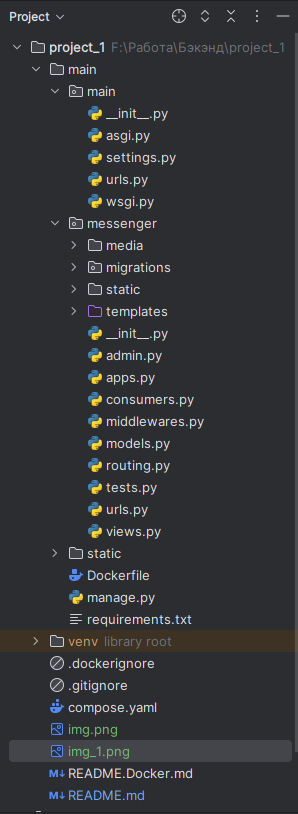 Project
project_1 F:\Работа\Бэкэнд\project_1
main
main
__init__.py
asgi.py
settings.py
urls.py
wsgi.py
messenger
media
migrations
static
templates
__init__.py
admin.py
apps.py
consumers.py
middlewares.py
models.py
routing.py
tests.py
urls.py
views.py
static
Dockerfile
manage.py
requirements.txt
venv library root
.dockerignore
.gitignore
compose.yaml
img.png
img_1.png
M↓ README.Docker.md
M↓ README.md